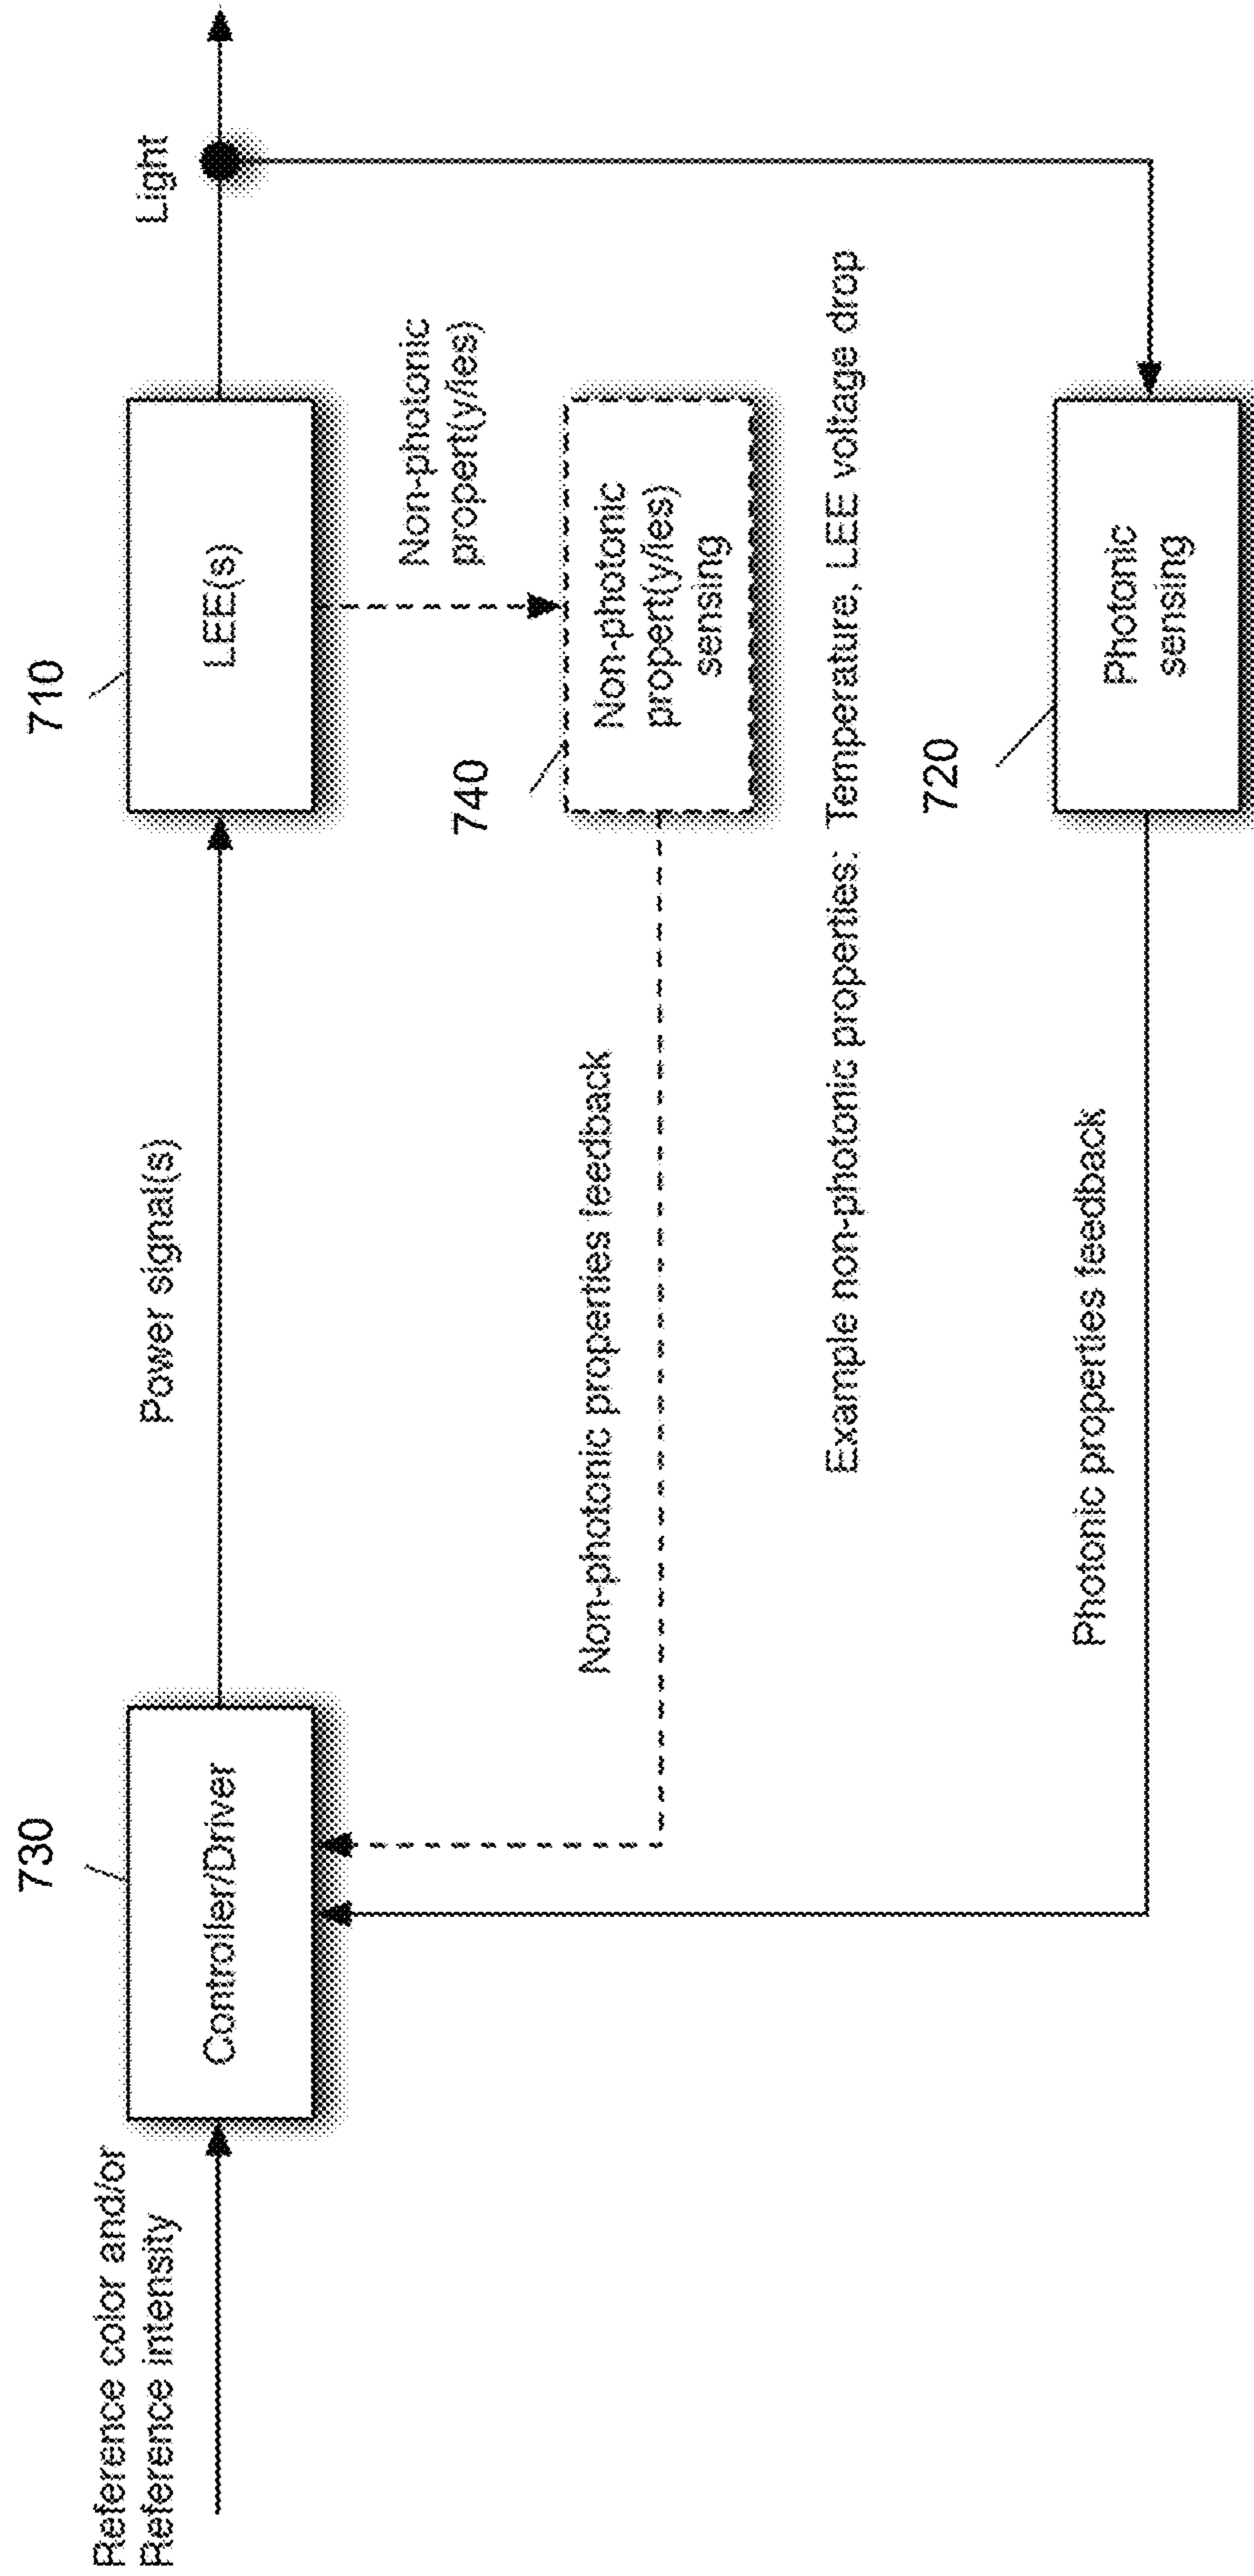 Reference color and/or
Reference intensity
730
Controller/Driver
Power signal(s)
710
LEE(s)
Light
Non-photonic
propert(y/ies)
740
Non-photonic
propert(y/ies)
sensing
Non-photonic properties feedback
Example non-photonic properties: Temperature, LEE voltage drop
720
Photonic
sensing
Photonic properties feedback